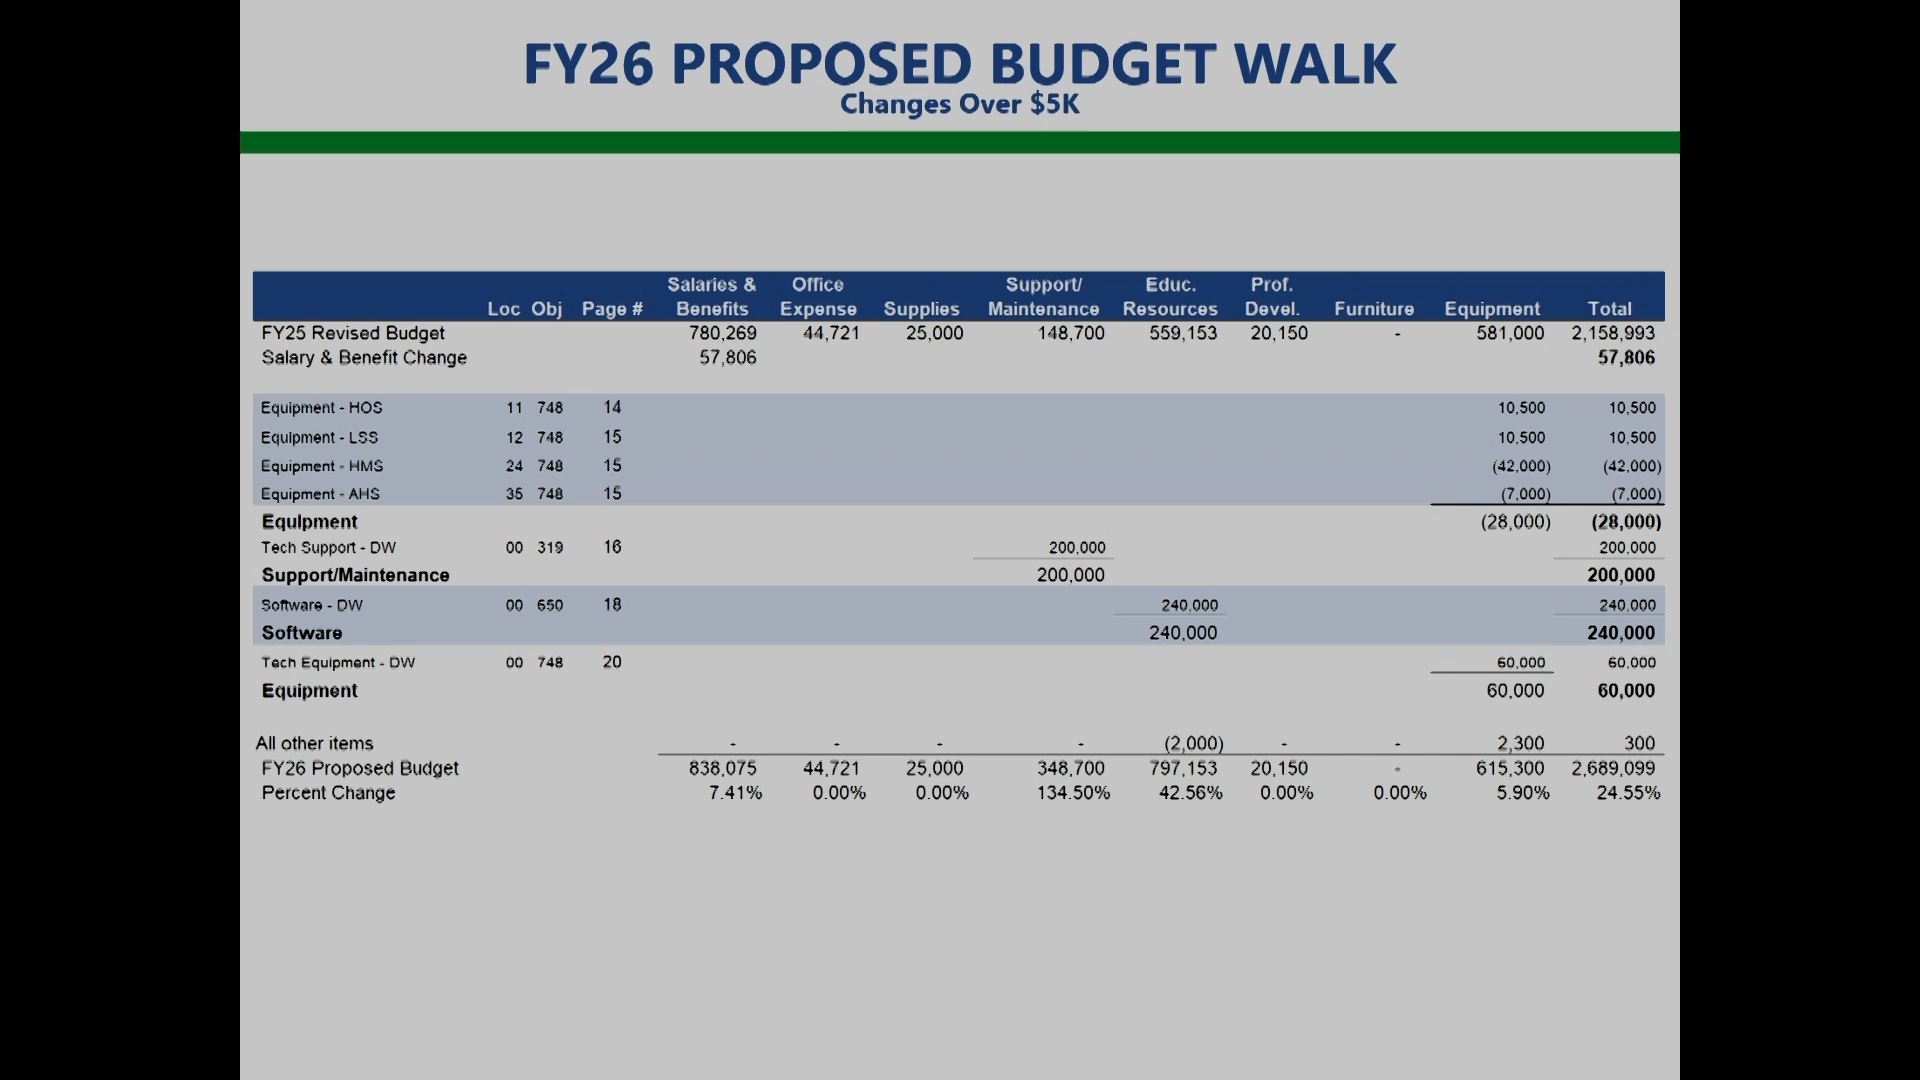 FY26 PROPOSED BUDGET WALK
Changes Over $5K
Loc Obj Page # Salaries & Benefits Office Expense Supplies Support/ Maintenance Educ. Resources Prof. Devel. Furniture Equipment Total
FY25 Revised Budget 780,269 44,721 25,000 148,700 559,153 20,150 - 581,000 2,158,993
Salary & Benefit Change 57,806 57,806
Equipment - HOS 11 748 14 10,500 10,500
Equipment - LSS 12 748 15 10,500 10,500
Equipment - HMS 24 748 15 (42,000) (42,000)
Equipment - AHS 35 748 15 (7,000) (7,000)
Equipment (28,000) (28,000)
Tech Support - DW 00 319 16 200,000 200,000
Support/Maintenance 200,000 200,000
Software - DW 00 650 18 240,000 240,000
Software 240,000 240,000
Tech Equipment - DW 00 748 20 60,000 60,000
Equipment 60,000 60,000
All other items - - - - (2,000) - - 2,300 300
FY26 Proposed Budget 838,075 44,721 25,000 348,700 797,153 20,150 - 615,300 2,689,099
Percent Change 7.41% 0.00% 0.00% 134.50% 42.56% 0.00% 0.00% 5.90% 24.55%